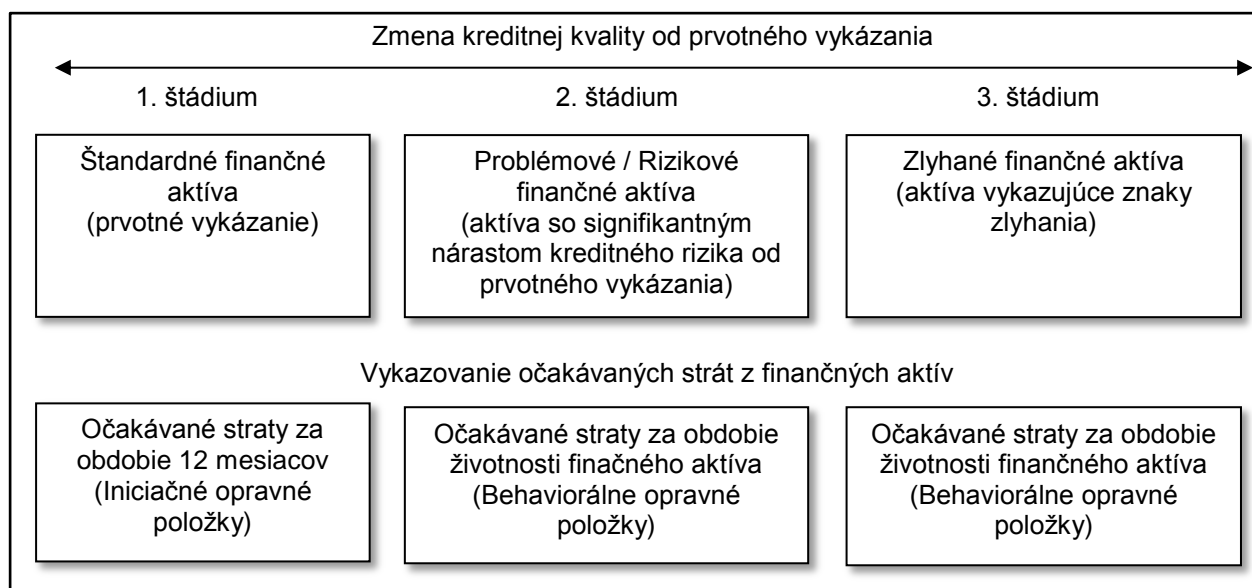 Zmena kreditnej kvality od prvotného vykázania
1. štádium
2. štádium
3. štádium
Štandardné finančné
aktíva
(prvotné vykázanie)
Problémové / Rizikové
finančné aktíva
(aktíva so signifikantným
nárastom kreditného rizika od
prvotného vykázania)
Zlyhané finančné aktíva
(aktíva vykazujúce znaky
zlyhania)
Vykazovanie očakávaných strát z finančných aktív
Očakávané straty za
obdobie 12 mesiacov
(Iniciačné opravné
položky)
Očakávané straty za obdobie
životnosti finačného aktíva
(Behaviorálne opravné
položky)
Očakávané straty za obdobie
životnosti finančného aktíva
(Behaviorálne opravné
položky)